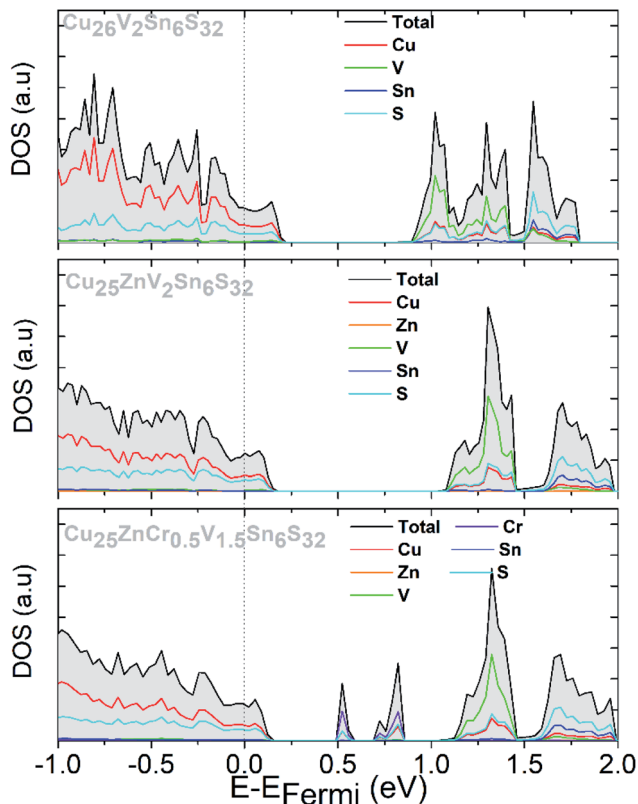 Cu26V2Sn6S32
Total
Cu
V
Sn
S
DOS (a.u)
Cu25ZnV2Sn6S32
Total
Cu
Zn
V
Sn
S
DOS (a.u)
Cu25ZnCr0.5V1.5Sn6S32
Total Cr
Cu Sn
Zn S
V
DOS (a.u)
-1.0 -0.5 0.0 0.5 1.0 1.5 2.0
E-EFermi (eV)